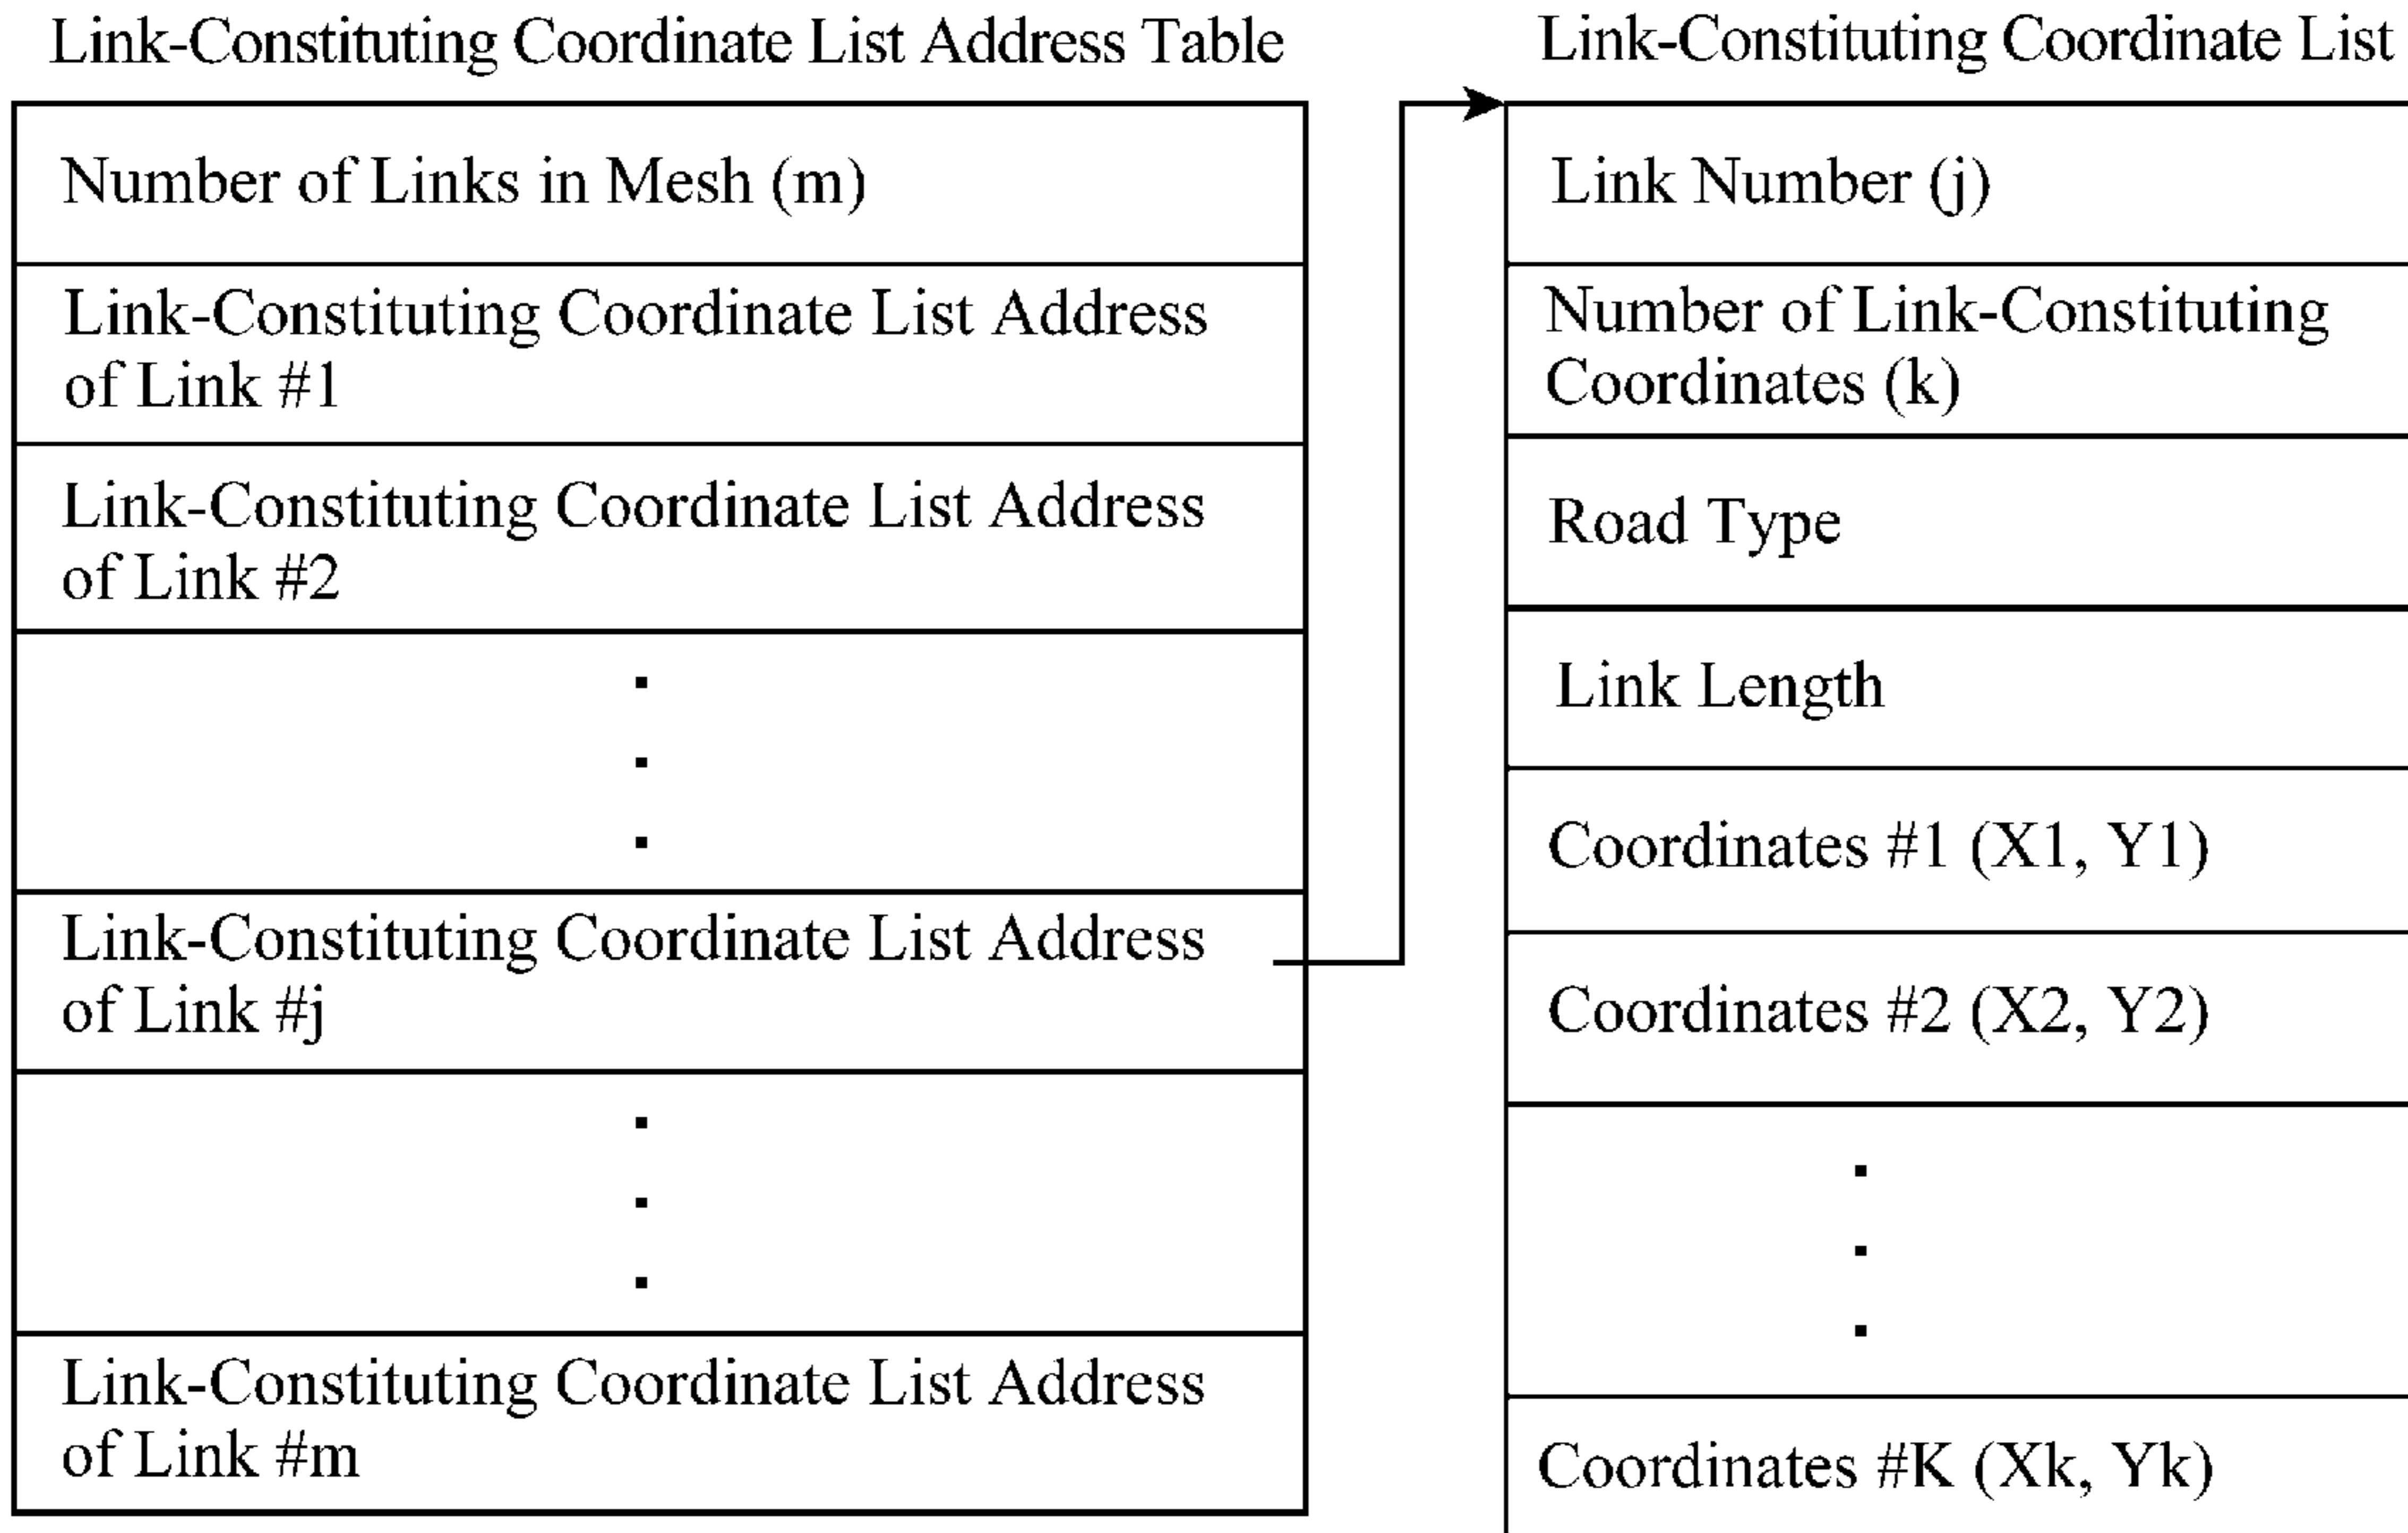 Link-Constituting Coordinate List Address Table
Number of Links in Mesh (m)
Link-Constituting Coordinate List Address
of Link #1
Link-Constituting Coordinate List Address
of Link #2
Link-Constituting Coordinate List Address
of Link #j
Link-Constituting Coordinate List Address
of Link #m
Link-Constituting Coordinate List
Link Number (j)
Number of Link-Constituting
Coordinates (k)
Road Type
Link Length
Coordinates #1 (X1, Y1)
Coordinates #2 (X2, Y2)
Coordinates #K (Xk, Yk)